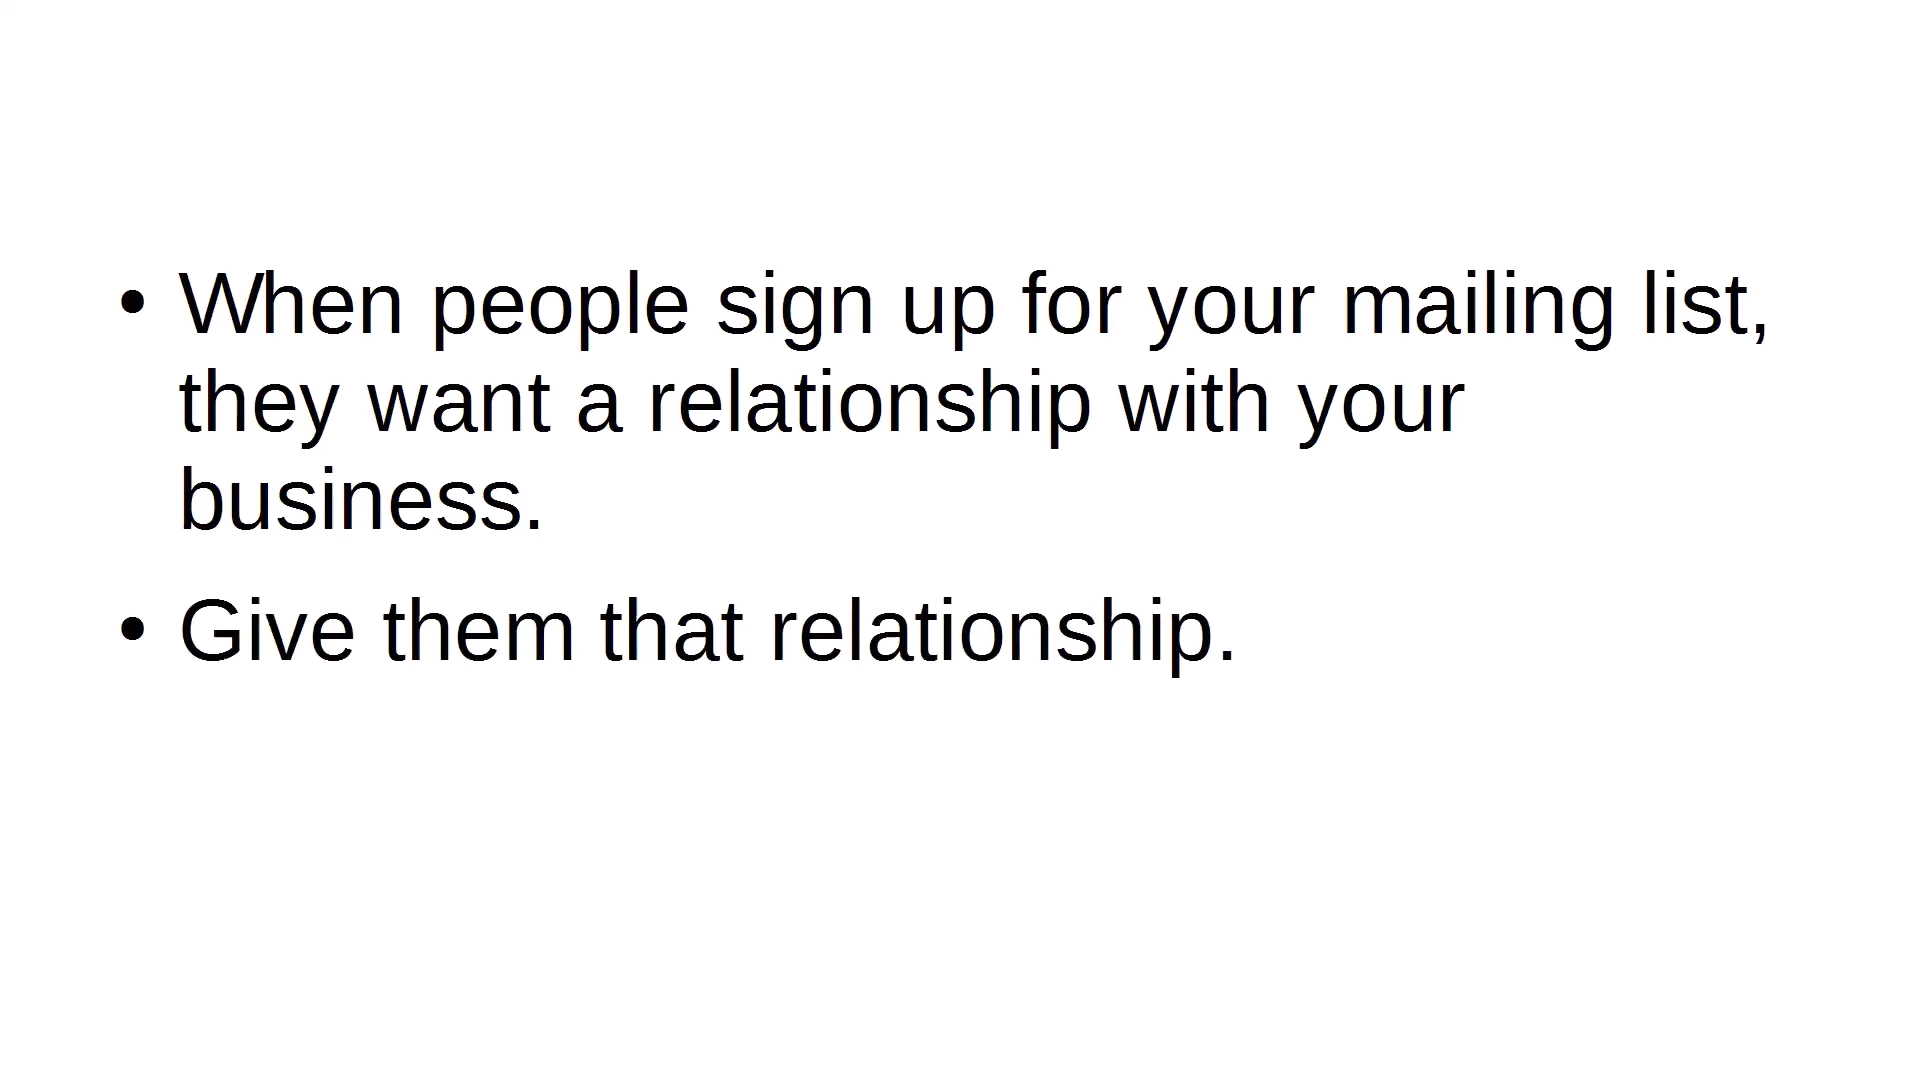 • When people sign up for your mailing list,
they want a relationship with your
business.
• Give them that relationship.